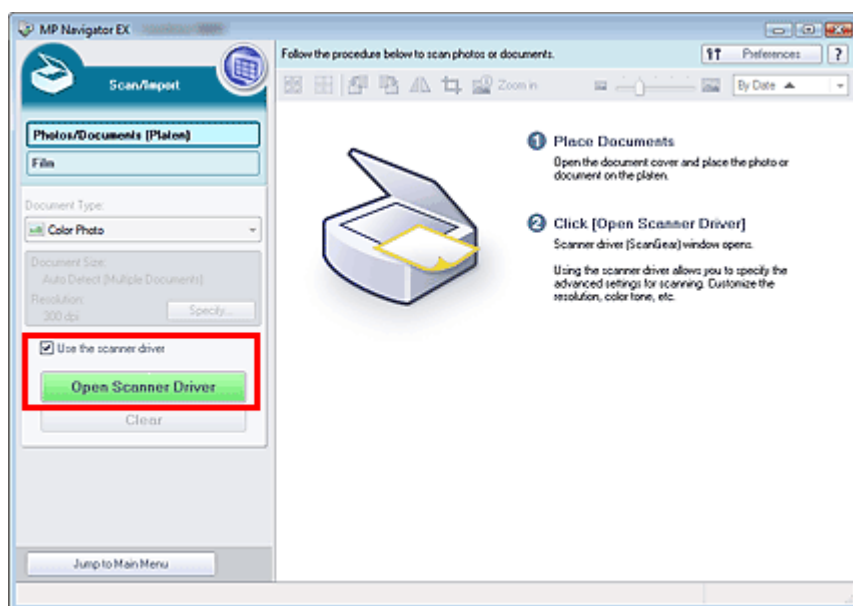 MP Navigator EX
Scan/Import
Photos/Documents (Platen)
Film
Document Type:
Color Photo
Document Size:
Auto Detect (Multiple Documents)
Resolution:
300 dpi
Specify...
Use the scanner driver
Open Scanner Driver
Clear
Jump to Main Menu
Follow the procedure below to scan photos or documents.
Preferences
?
Zoom in
By Date
1 Place Documents
Open the document cover and place the photo or
document on the platen.
2 Click [Open Scanner Driver]
Scanner driver (ScanGear) window opens.
Using the scanner driver allows you to specify the
advanced settings for scanning. Customize the
resolution, color tone, etc.